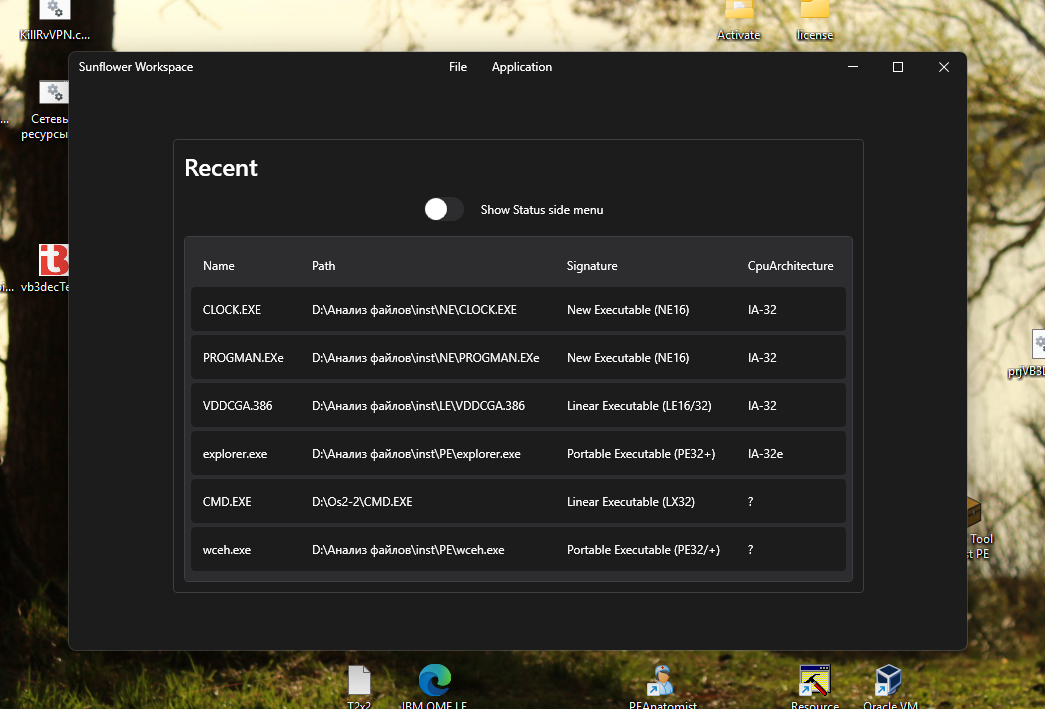 KillRvVPN.c...
Activate
license
Sunflower Workspace
File
Application
Сетевь
ресурсы
Recent
Show Status side menu
Name Path Signature CpuArchitecture
CLOCK.EXE D:\Анализ файлов\inst\NE\CLOCK.EXE New Executable (NE16) IA-32
PROGMAN.EXe D:\Анализ файлов\inst\NE\PROGMAN.EXe New Executable (NE16) IA-32
VDDCGA.386 D:\Анализ файлов\inst\LE\VDDCGA.386 Linear Executable (LE16/32) IA-32
explorer.exe D:\Анализ файлов\inst\PE\explorer.exe Portable Executable (PE32+) IA-32e
CMD.EXE D:\Os2-2\CMD.EXE Linear Executable (LX32) ?
wceh.exe D:\Анализ файлов\inst\PE\wceh.exe Portable Executable (PE32/+) ?
vb3decTe
Tool
PE
T2x2
IBM OMF LE
PEAnatomist
Resource
Oracle VM